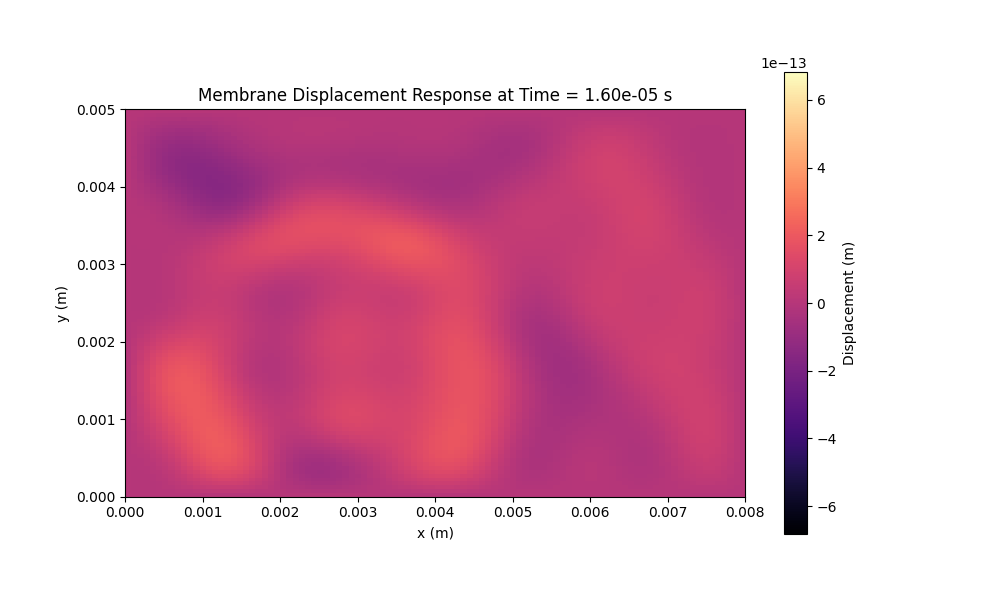 1e−13
Membrane Displacement Response at Time = 1.60e-05 s
0.005
0.004
0.003
0.002
0.001
0.000
y (m)
0.000 0.001 0.002 0.003 0.004 0.005 0.006 0.007 0.008
x (m)
6
4
2
0
−2
−4
−6
Displacement (m)